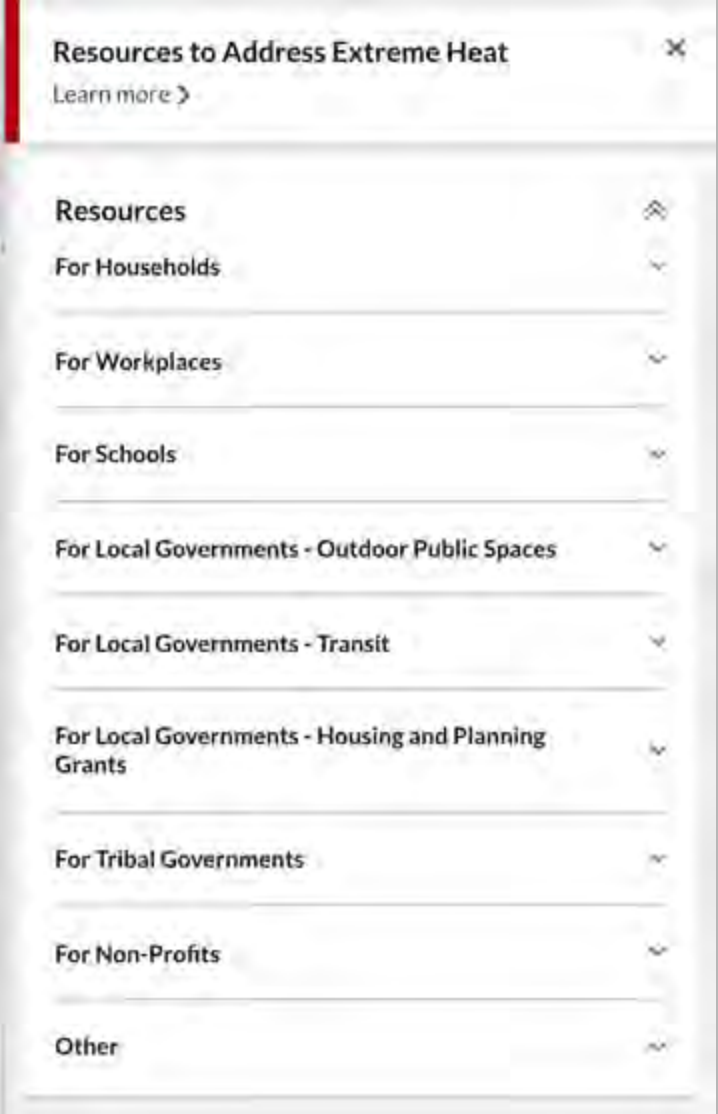 Resources to Address Extreme Heat
Learn more
Resources
For Households
For Workplaces
For Schools
For Local Governments - Outdoor Public Spaces
For Local Governments - Transit
For Local Governments - Housing and Planning
Grants
For Tribal Governments
For Non-Profits
Other